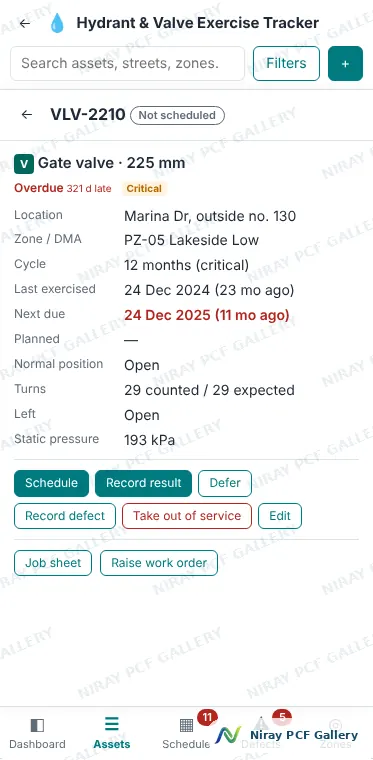 ← 💧 Hydrant & Valve Exercise Tracker
Search assets, streets, zones. Filters +
← VLV-2210 Not scheduled
V Gate valve · 225 mm
Overdue 321 d late Critical
Location Marina Dr, outside no. 130
Zone / DMA PZ-05 Lakeside Low
Cycle 12 months (critical)
Last exercised 24 Dec 2024 (23 mo ago)
Next due 24 Dec 2025 (11 mo ago)
Planned —
Normal position Open
Turns 29 counted / 29 expected
Left Open
Static pressure 193 kPa
Schedule Record result Defer
Record defect Take out of service Edit
Job sheet Raise work order
11 5
Dashboard Assets Schedule Defects Zones
Niray PCF Gallery
NIRAY PCF GALLERY